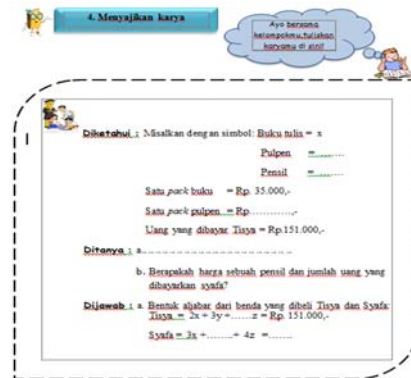 4. Menyajikan karya
Ayo bersama
kelompokmu,tuliskan
karyamu di sini!
Diketahui : Misalkan dengan simbol: Buku tulis = x
Pulpen = ..........
Pensil = ..........
Satu pack buku = Rp. 35.000,-
Satu pack pulpen = Rp............,-
Uang yang dibayar Tisya = Rp.151.000,-
Ditanya : a..................................................
b. Berapakah harga sebuah pensil dan jumlah uang yang
dibayarkan syafa?
Dijawab : a. Bentuk aljabar dari benda yang dibeli Tisya dan Syafa:
Tisya = 2x + 3y +......z = Rp. 151.000,-
Syafa = 3x +........+ 4z =.......